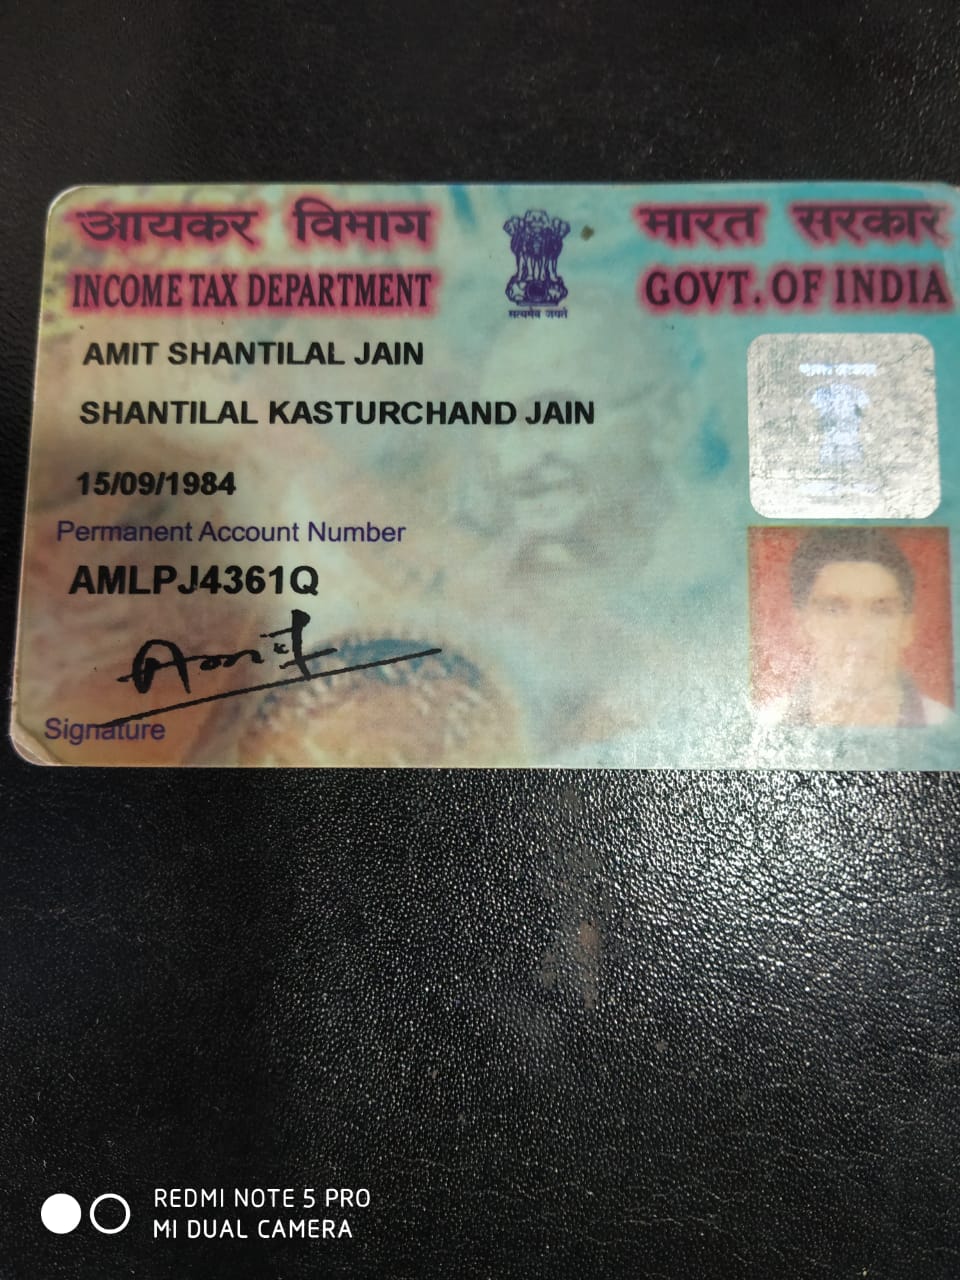 आयकर विभाग
भारत सरकार
INCOME TAX DEPARTMENT
GOVT. OF INDIA
सत्यमेव जयते
AMIT SHANTILAL JAIN
SHANTILAL KASTURCHAND JAIN
15/09/1984
Permanent Account Number
AMLPJ4361Q
Amit
Signature
REDMI NOTE 5 PRO
MI DUAL CAMERA